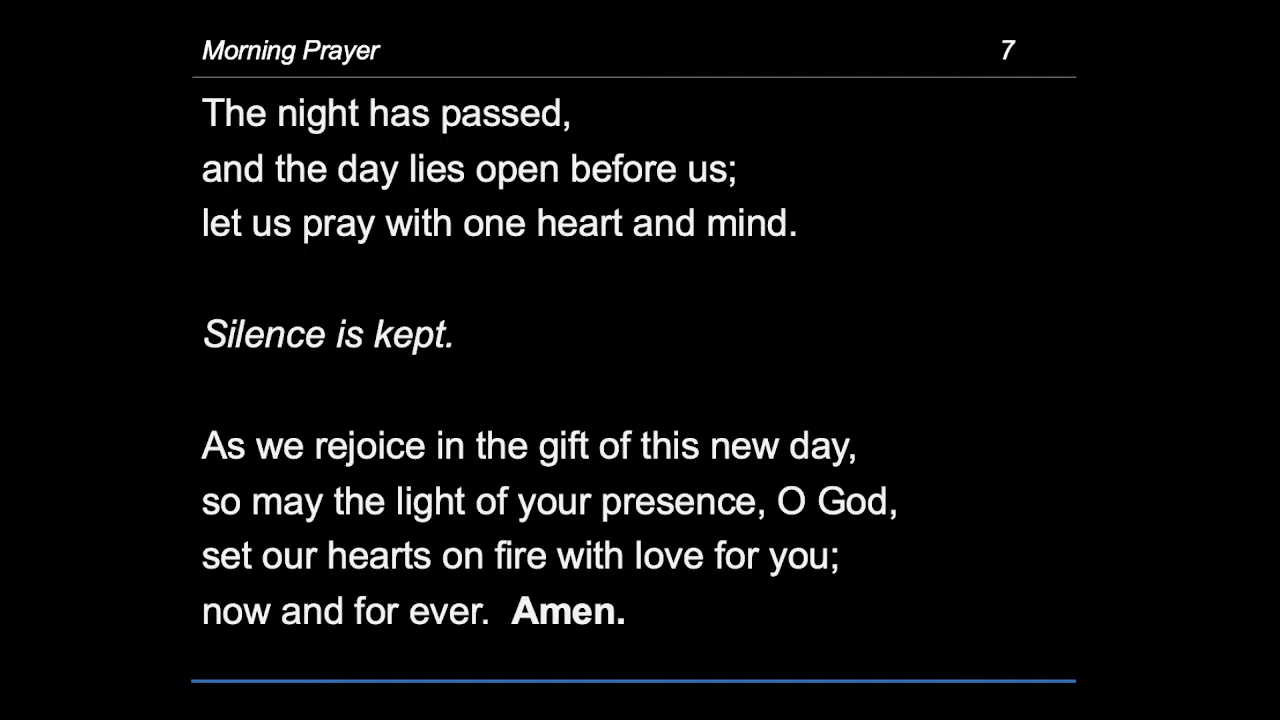 Morning Prayer 7
The night has passed,
and the day lies open before us;
let us pray with one heart and mind.
Silence is kept.
As we rejoice in the gift of this new day,
so may the light of your presence, O God,
set our hearts on fire with love for you;
now and for ever. Amen.